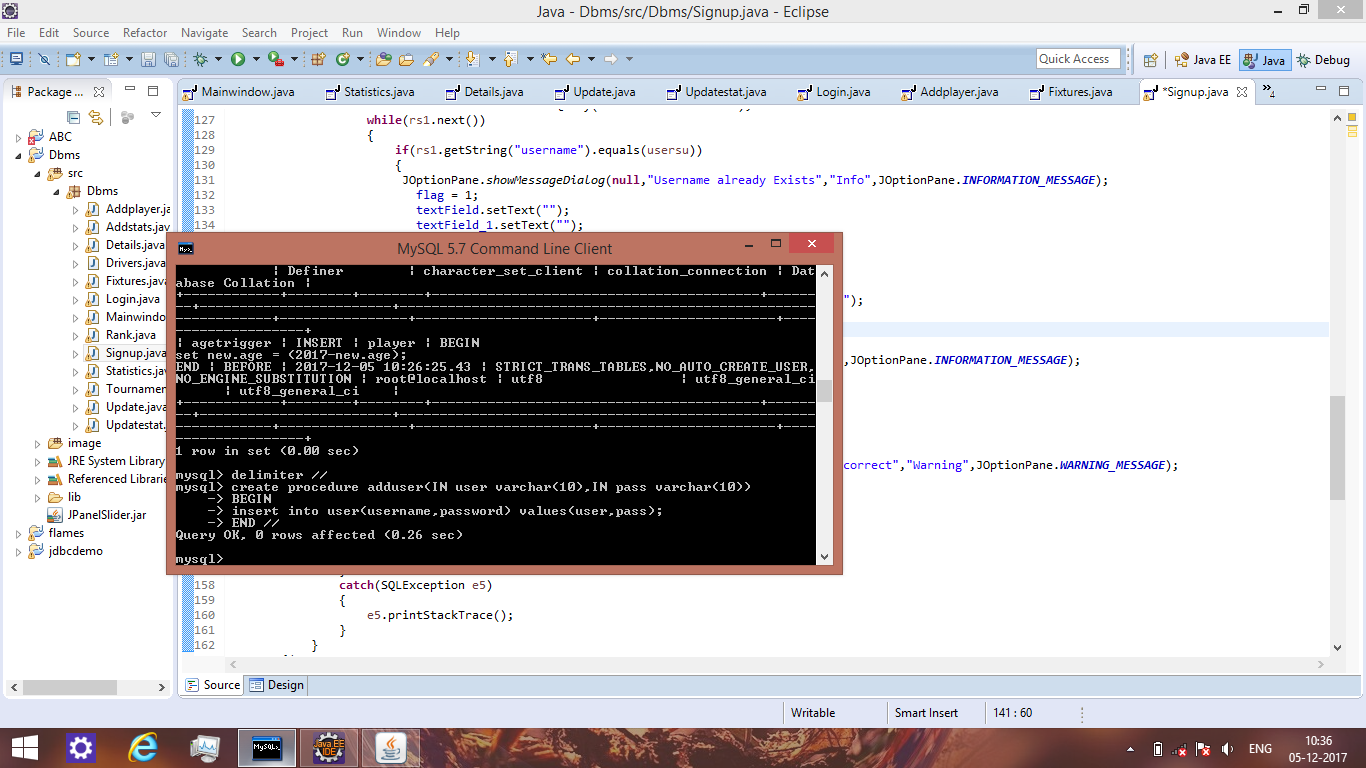 Java - Dbms/src/Dbms/Signup.java - Eclipse
File Edit Source Refactor Navigate Search Project Run Window Help
Quick Access
Java EE
Java
Debug
Package ...
Mainwindow.java
Statistics.java
Details.java
Update.java
Updatestat.java
Login.java
Addplayer.java
Fixtures.java
*Signup.java
»4
ABC
Dbms
src
Dbms
Addplayer.ja
Addstats.jav
Details.java
Drivers.java
Fixtures.java
Login.java
Mainwindo
Rank.java
Signup.java
Statistics.java
Tournamen
Update.java
Updatestat.
image
JRE System Library
Referenced Librarie
lib
JPanelSlider.jar
flames
jdbcdemo
127 while(rs1.next())
128 {
129 if(rs1.getString("username").equals(usersu))
130 {
131 JOptionPane.showMessageDialog(null,"Username already Exists","Info",JOptionPane.INFORMATION_MESSAGE);
132 flag = 1;
133 textField.setText("");
134 textField_1.setText("");
");
,JOptionPane.INFORMATION_MESSAGE);
correct","Warning",JOptionPane.WARNING_MESSAGE);
MySQL 5.7 Command Line Client
| Definer | character_set_client | collation_connection | Dat
abase Collation |
+------------+--------+--------+-----------------------------------------+------
--+------------------------+
------------+----------------+----------------------+----------------------+----
----------------+
| agetrigger | INSERT | player | BEGIN
set new.age = (2017-new.age);
END | BEFORE | 2017-12-05 10:26:25.43 | STRICT_TRANS_TABLES,NO_AUTO_CREATE_USER,
NO_ENGINE_SUBSTITUTION | root@localhost | utf8 | utf8_general_ci
| utf8_general_ci |
+------------+--------+--------+-----------------------------------------+------
--+------------------------+
------------+----------------+----------------------+----------------------+----
----------------+
1 row in set (0.00 sec)
mysql> delimiter //
mysql> create procedure adduser(IN user varchar(10),IN pass varchar(10))
-> BEGIN
-> insert into user(username,password) values(user,pass);
-> END //
Query OK, 0 rows affected (0.26 sec)
mysql>
158 catch(SQLException e5)
159 {
160 e5.printStackTrace();
161 }
162 }
Source
Design
Writable
Smart Insert
141 : 60
MySQL
Java EE
IDE
ENG
10:36
05-12-2017